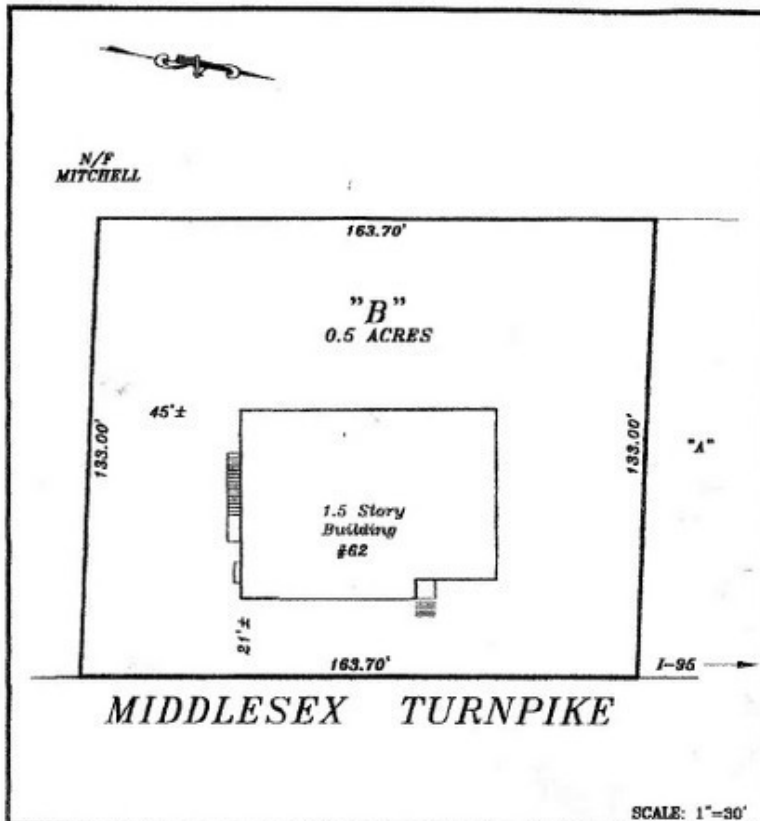 N/F
MITCHELL
163.70'
"B"
0.5 ACRES
45'±
133.00'
133.00'
"A"
1.5 Story
Building
#62
21'±
163.70'
I-95
MIDDLESEX TURNPIKE
SCALE: 1"=30'